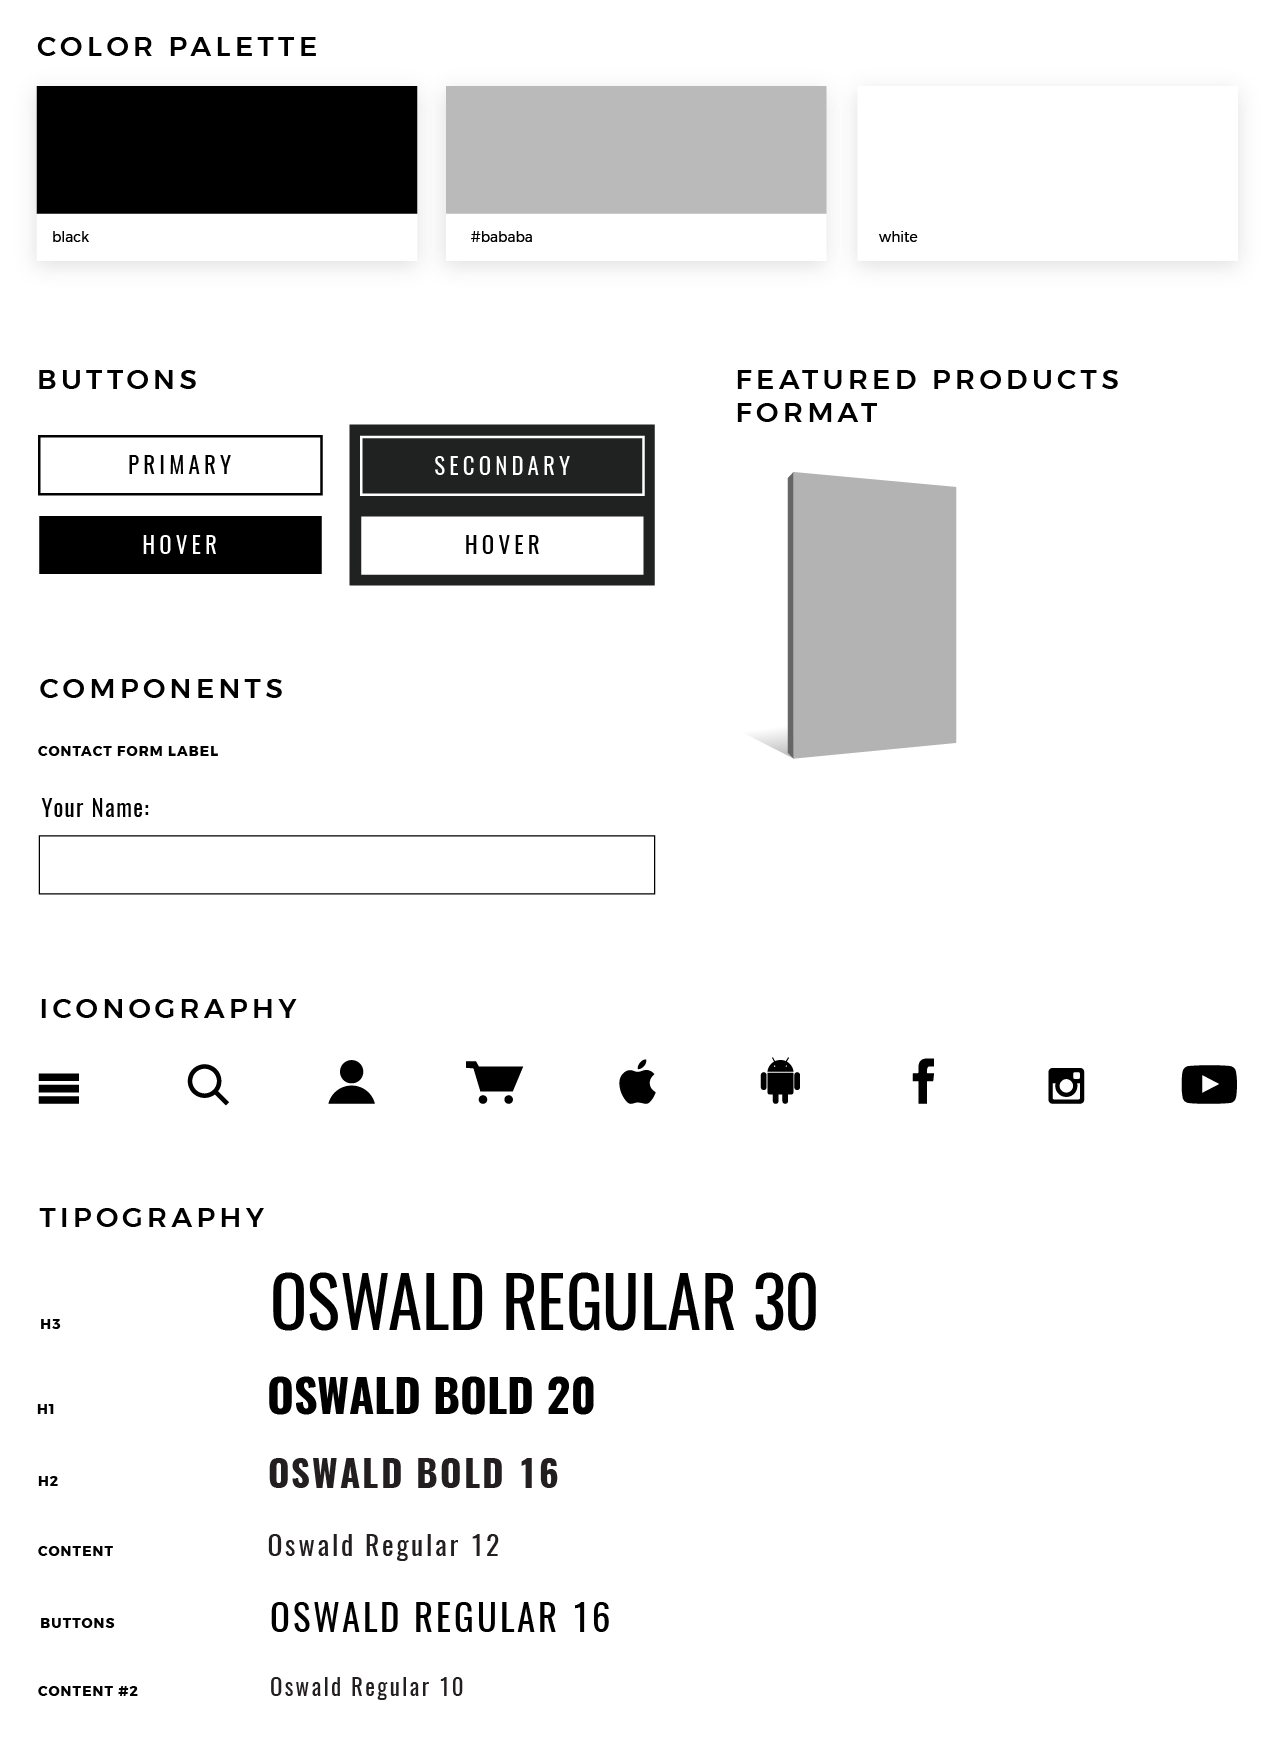 COLOR PALETTE
black
#bababa
white
BUTTONS
PRIMARY
SECONDARY
HOVER
HOVER
FEATURED PRODUCTS
FORMAT
COMPONENTS
CONTACT FORM LABEL
Your Name:
ICONOGRAPHY
TIPOGRAPHY
H3
OSWALD REGULAR 30
H1
OSWALD BOLD 20
H2
OSWALD BOLD 16
CONTENT
Oswald Regular 12
BUTTONS
OSWALD REGULAR 16
CONTENT #2
Oswald Regular 10